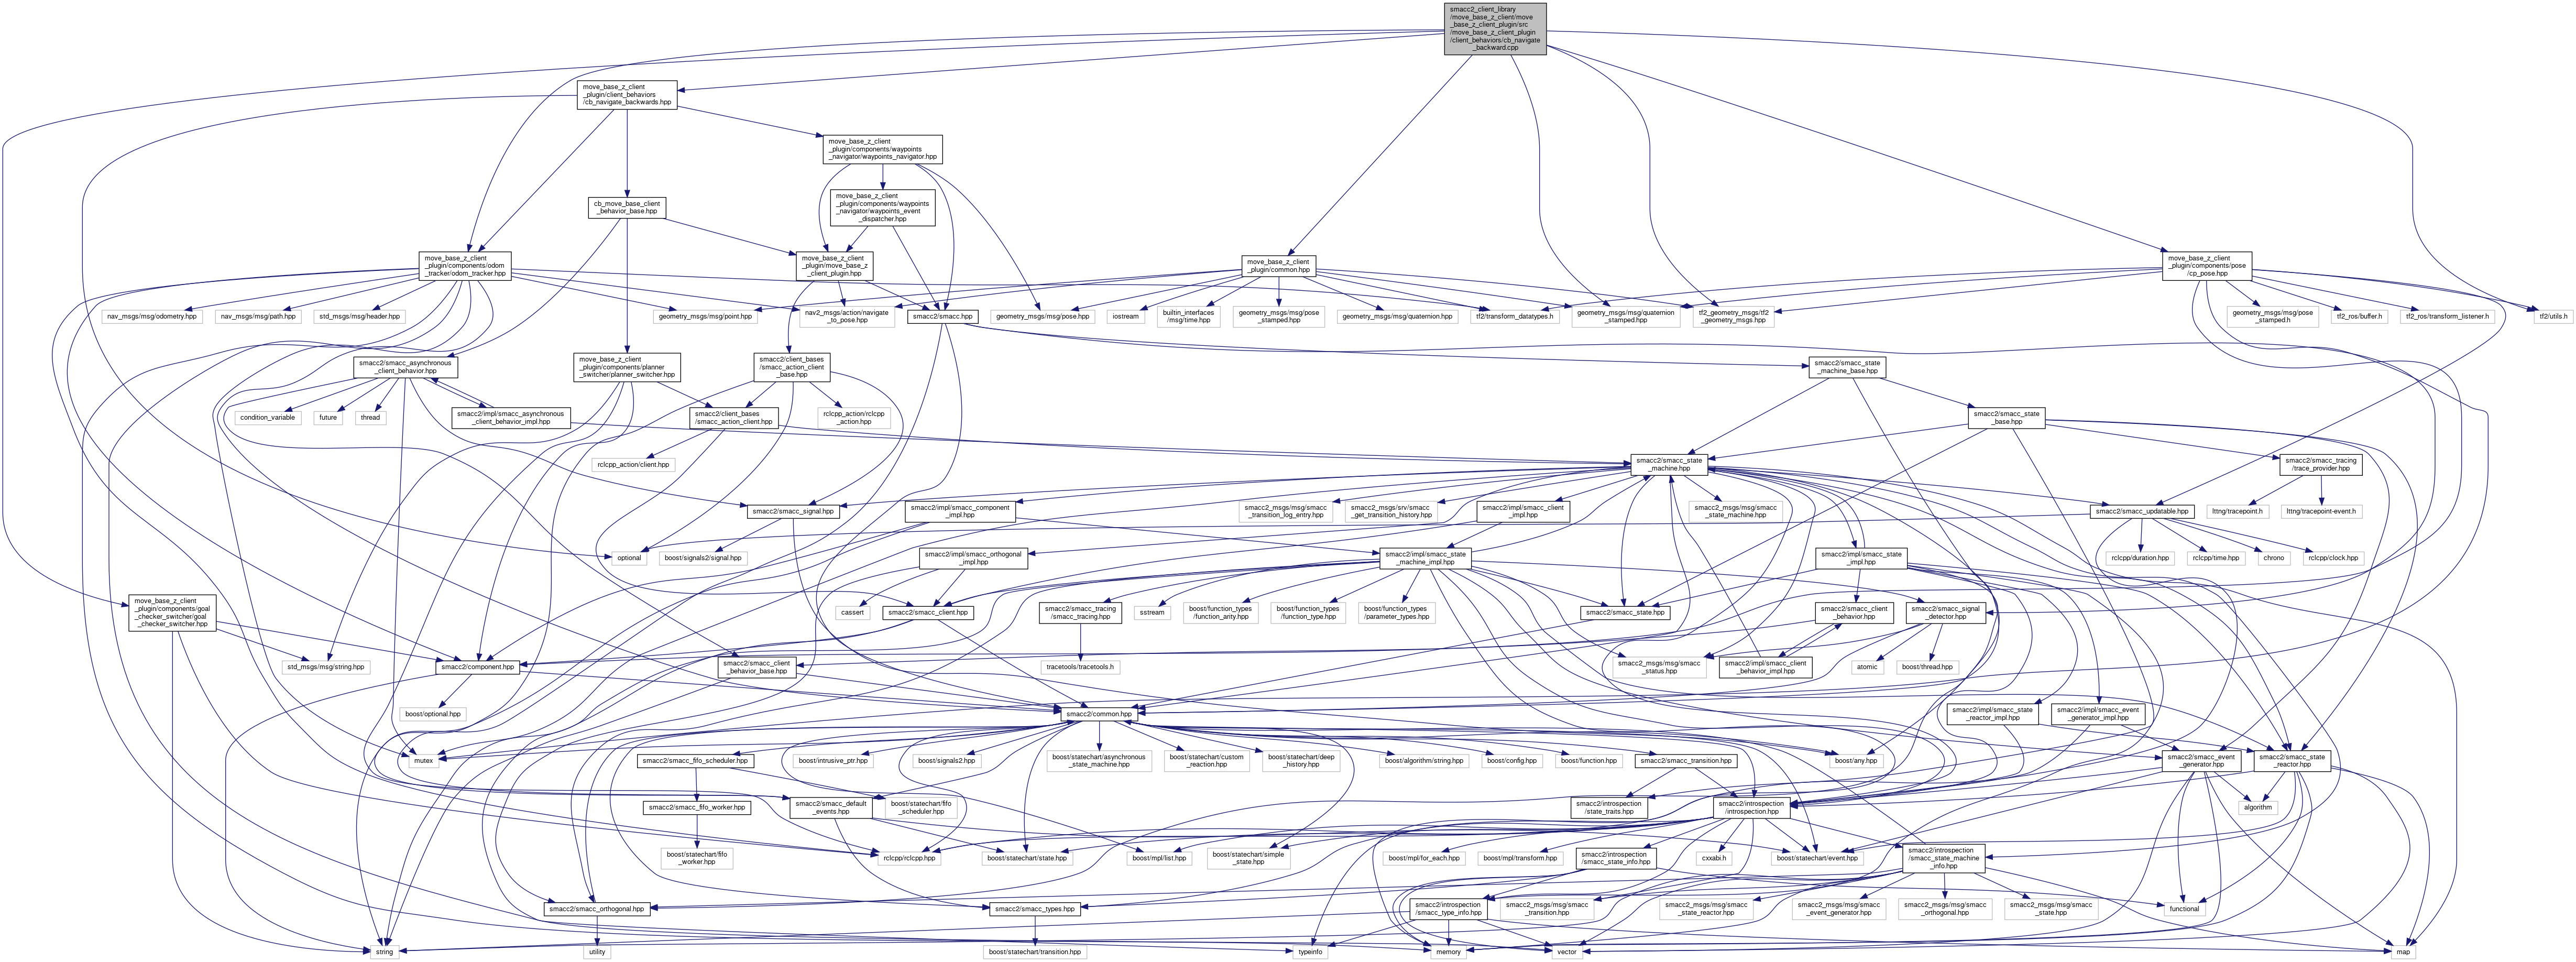 smacc2_client_library
/move_base_z_client/move
_base_z_client_plugin/src
/move_base_z_client_plugin
/client_behaviors/cb_navigate
_backward.cpp
move_base_z_client
_plugin/client_behaviors
/cb_navigate_backwards.hpp
move_base_z_client
_plugin/components/waypoints
_navigator/waypoints_navigator.hpp
cb_move_base_client
_behavior_base.hpp
move_base_z_client
_plugin/components/waypoints
_navigator/waypoints_event
_dispatcher.hpp
move_base_z_client
_plugin/components/odom
_tracker/odom_tracker.hpp
move_base_z_client
_plugin/move_base_z
_client_plugin.hpp
move_base_z_client
_plugin/common.hpp
move_base_z_client
_plugin/components/pose
/cp_pose.hpp
nav_msgs/msg/odometry.hpp
nav_msgs/msg/path.hpp
std_msgs/msg/header.hpp
geometry_msgs/msg/point.hpp
nav2_msgs/action/navigate
_to_pose.hpp
smacc2/smacc.hpp
geometry_msgs/msg/pose.hpp
iostream
builtin_interfaces
/msg/time.hpp
geometry_msgs/msg/pose
_stamped.hpp
geometry_msgs/msg/quaternion.hpp
tf2/transform_datatypes.h
geometry_msgs/msg/quaternion
_stamped.hpp
tf2_geometry_msgs/tf2
_geometry_msgs.hpp
geometry_msgs/msg/pose
_stamped.h
tf2_ros/buffer.h
tf2_ros/transform_listener.h
tf2/utils.h
smacc2/smacc_asynchronous
_client_behavior.hpp
move_base_z_client
_plugin/components/planner
_switcher/planner_switcher.hpp
smacc2/client_bases
/smacc_action_client
_base.hpp
smacc2/smacc_state
_machine_base.hpp
condition_variable
future
thread
smacc2/impl/smacc_asynchronous
_client_behavior_impl.hpp
smacc2/client_bases
/smacc_action_client.hpp
rclcpp_action/rclcpp
_action.hpp
smacc2/smacc_state
_base.hpp
rclcpp_action/client.hpp
smacc2/smacc_state
_machine.hpp
smacc2/smacc_tracing
/trace_provider.hpp
smacc2/smacc_signal.hpp
smacc2/impl/smacc_component
_impl.hpp
smacc2_msgs/msg/smacc
_transition_log_entry.hpp
smacc2_msgs/srv/smacc
_get_transition_history.hpp
smacc2/impl/smacc_client
_impl.hpp
smacc2_msgs/msg/smacc
_state_machine.hpp
smacc2/smacc_updatable.hpp
lttng/tracepoint.h
lttng/tracepoint-event.h
optional
boost/signals2/signal.hpp
smacc2/impl/smacc_orthogonal
_impl.hpp
smacc2/impl/smacc_state
_machine_impl.hpp
smacc2/impl/smacc_state
_impl.hpp
rclcpp/duration.hpp
rclcpp/time.hpp
chrono
rclcpp/clock.hpp
move_base_z_client
_plugin/components/goal
_checker_switcher/goal
_checker_switcher.hpp
cassert
smacc2/smacc_client.hpp
smacc2/smacc_tracing
/smacc_tracing.hpp
sstream
boost/function_types
/function_arity.hpp
boost/function_types
/function_type.hpp
boost/function_types
/parameter_types.hpp
smacc2/smacc_state.hpp
smacc2/smacc_client
_behavior.hpp
smacc2/smacc_signal
_detector.hpp
std_msgs/msg/string.hpp
smacc2/component.hpp
smacc2/smacc_client
_behavior_base.hpp
tracetools/tracetools.h
smacc2_msgs/msg/smacc
_status.hpp
smacc2/impl/smacc_client
_behavior_impl.hpp
atomic
boost/thread.hpp
boost/optional.hpp
smacc2/common.hpp
smacc2/impl/smacc_state
_reactor_impl.hpp
smacc2/impl/smacc_event
_generator_impl.hpp
mutex
smacc2/smacc_fifo_scheduler.hpp
boost/intrusive_ptr.hpp
boost/signals2.hpp
boost/statechart/asynchronous
_state_machine.hpp
boost/statechart/custom
_reaction.hpp
boost/statechart/deep
_history.hpp
boost/algorithm/string.hpp
boost/config.hpp
boost/function.hpp
smacc2/smacc_transition.hpp
boost/any.hpp
smacc2/smacc_event
_generator.hpp
smacc2/smacc_state
_reactor.hpp
smacc2/smacc_fifo_worker.hpp
smacc2/smacc_default
_events.hpp
boost/statechart/fifo
_scheduler.hpp
smacc2/introspection
/state_traits.hpp
smacc2/introspection
/introspection.hpp
algorithm
boost/statechart/fifo
_worker.hpp
rclcpp/rclcpp.hpp
boost/statechart/state.hpp
boost/mpl/list.hpp
boost/statechart/simple
_state.hpp
boost/mpl/for_each.hpp
boost/mpl/transform.hpp
smacc2/introspection
/smacc_state_info.hpp
cxxabi.h
boost/statechart/event.hpp
smacc2/introspection
/smacc_state_machine
_info.hpp
smacc2/smacc_orthogonal.hpp
smacc2/smacc_types.hpp
smacc2/introspection
/smacc_type_info.hpp
smacc2_msgs/msg/smacc
_transition.hpp
smacc2_msgs/msg/smacc
_state_reactor.hpp
smacc2_msgs/msg/smacc
_event_generator.hpp
smacc2_msgs/msg/smacc
_orthogonal.hpp
smacc2_msgs/msg/smacc
_state.hpp
functional
string
utility
boost/statechart/transition.hpp
typeinfo
memory
vector
map